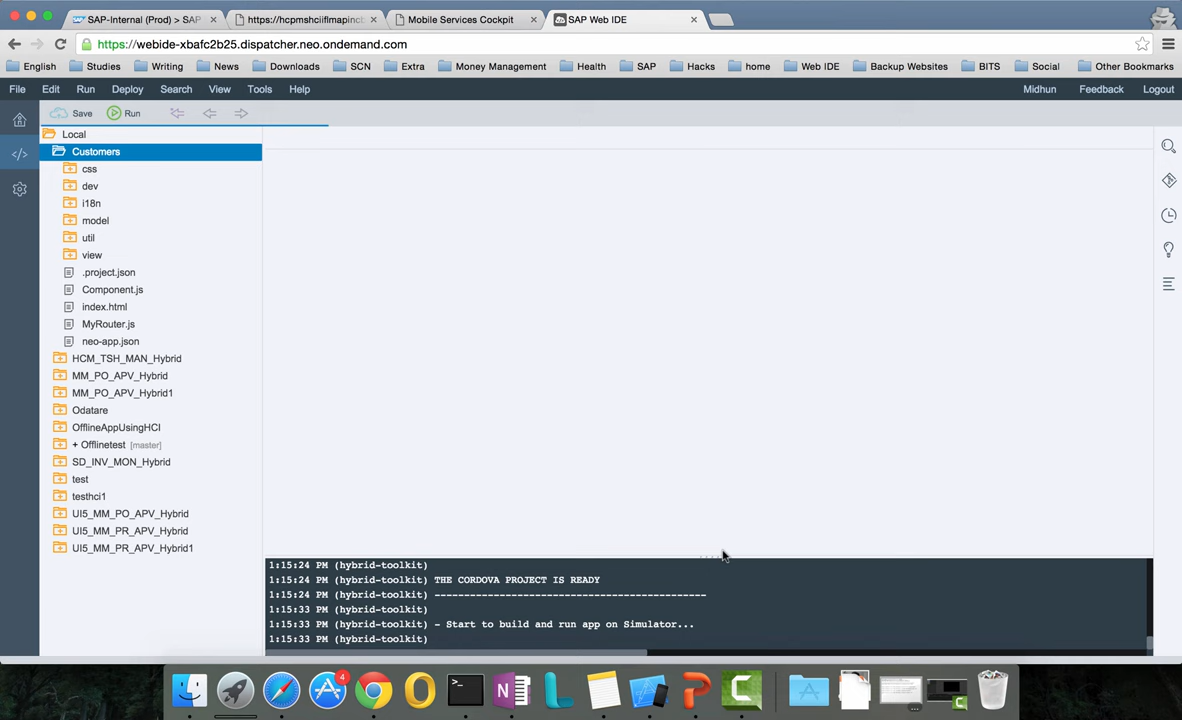 SAP-Internal (Prod) > SAP
https://hcpmshciiflmapincb
Mobile Services Cockpit
SAP Web IDE
https://webide-xbafc2b25.dispatcher.neo.ondemand.com
English Studies Writing News Downloads SCN Extra Money Management Health SAP Hacks home Web IDE Backup Websites BITS Social Other Bookmarks
File Edit Run Deploy Search View Tools Help Midhun Feedback Logout
Save Run
Local
Customers
css
dev
i18n
model
util
view
.project.json
Component.js
index.html
MyRouter.js
neo-app.json
HCM_TSH_MAN_Hybrid
MM_PO_APV_Hybrid
MM_PO_APV_Hybrid1
Odatare
OfflineAppUsingHCI
+ Offlinetest [master]
SD_INV_MON_Hybrid
test
testhci1
UI5_MM_PO_APV_Hybrid
UI5_MM_PR_APV_Hybrid
UI5_MM_PR_APV_Hybrid1
1:15:24 PM (hybrid-toolkit)
1:15:24 PM (hybrid-toolkit) THE CORDOVA PROJECT IS READY
1:15:24 PM (hybrid-toolkit) ---------------------------------------------
1:15:33 PM (hybrid-toolkit)
1:15:33 PM (hybrid-toolkit) - Start to build and run app on Simulator...
1:15:33 PM (hybrid-toolkit)
4